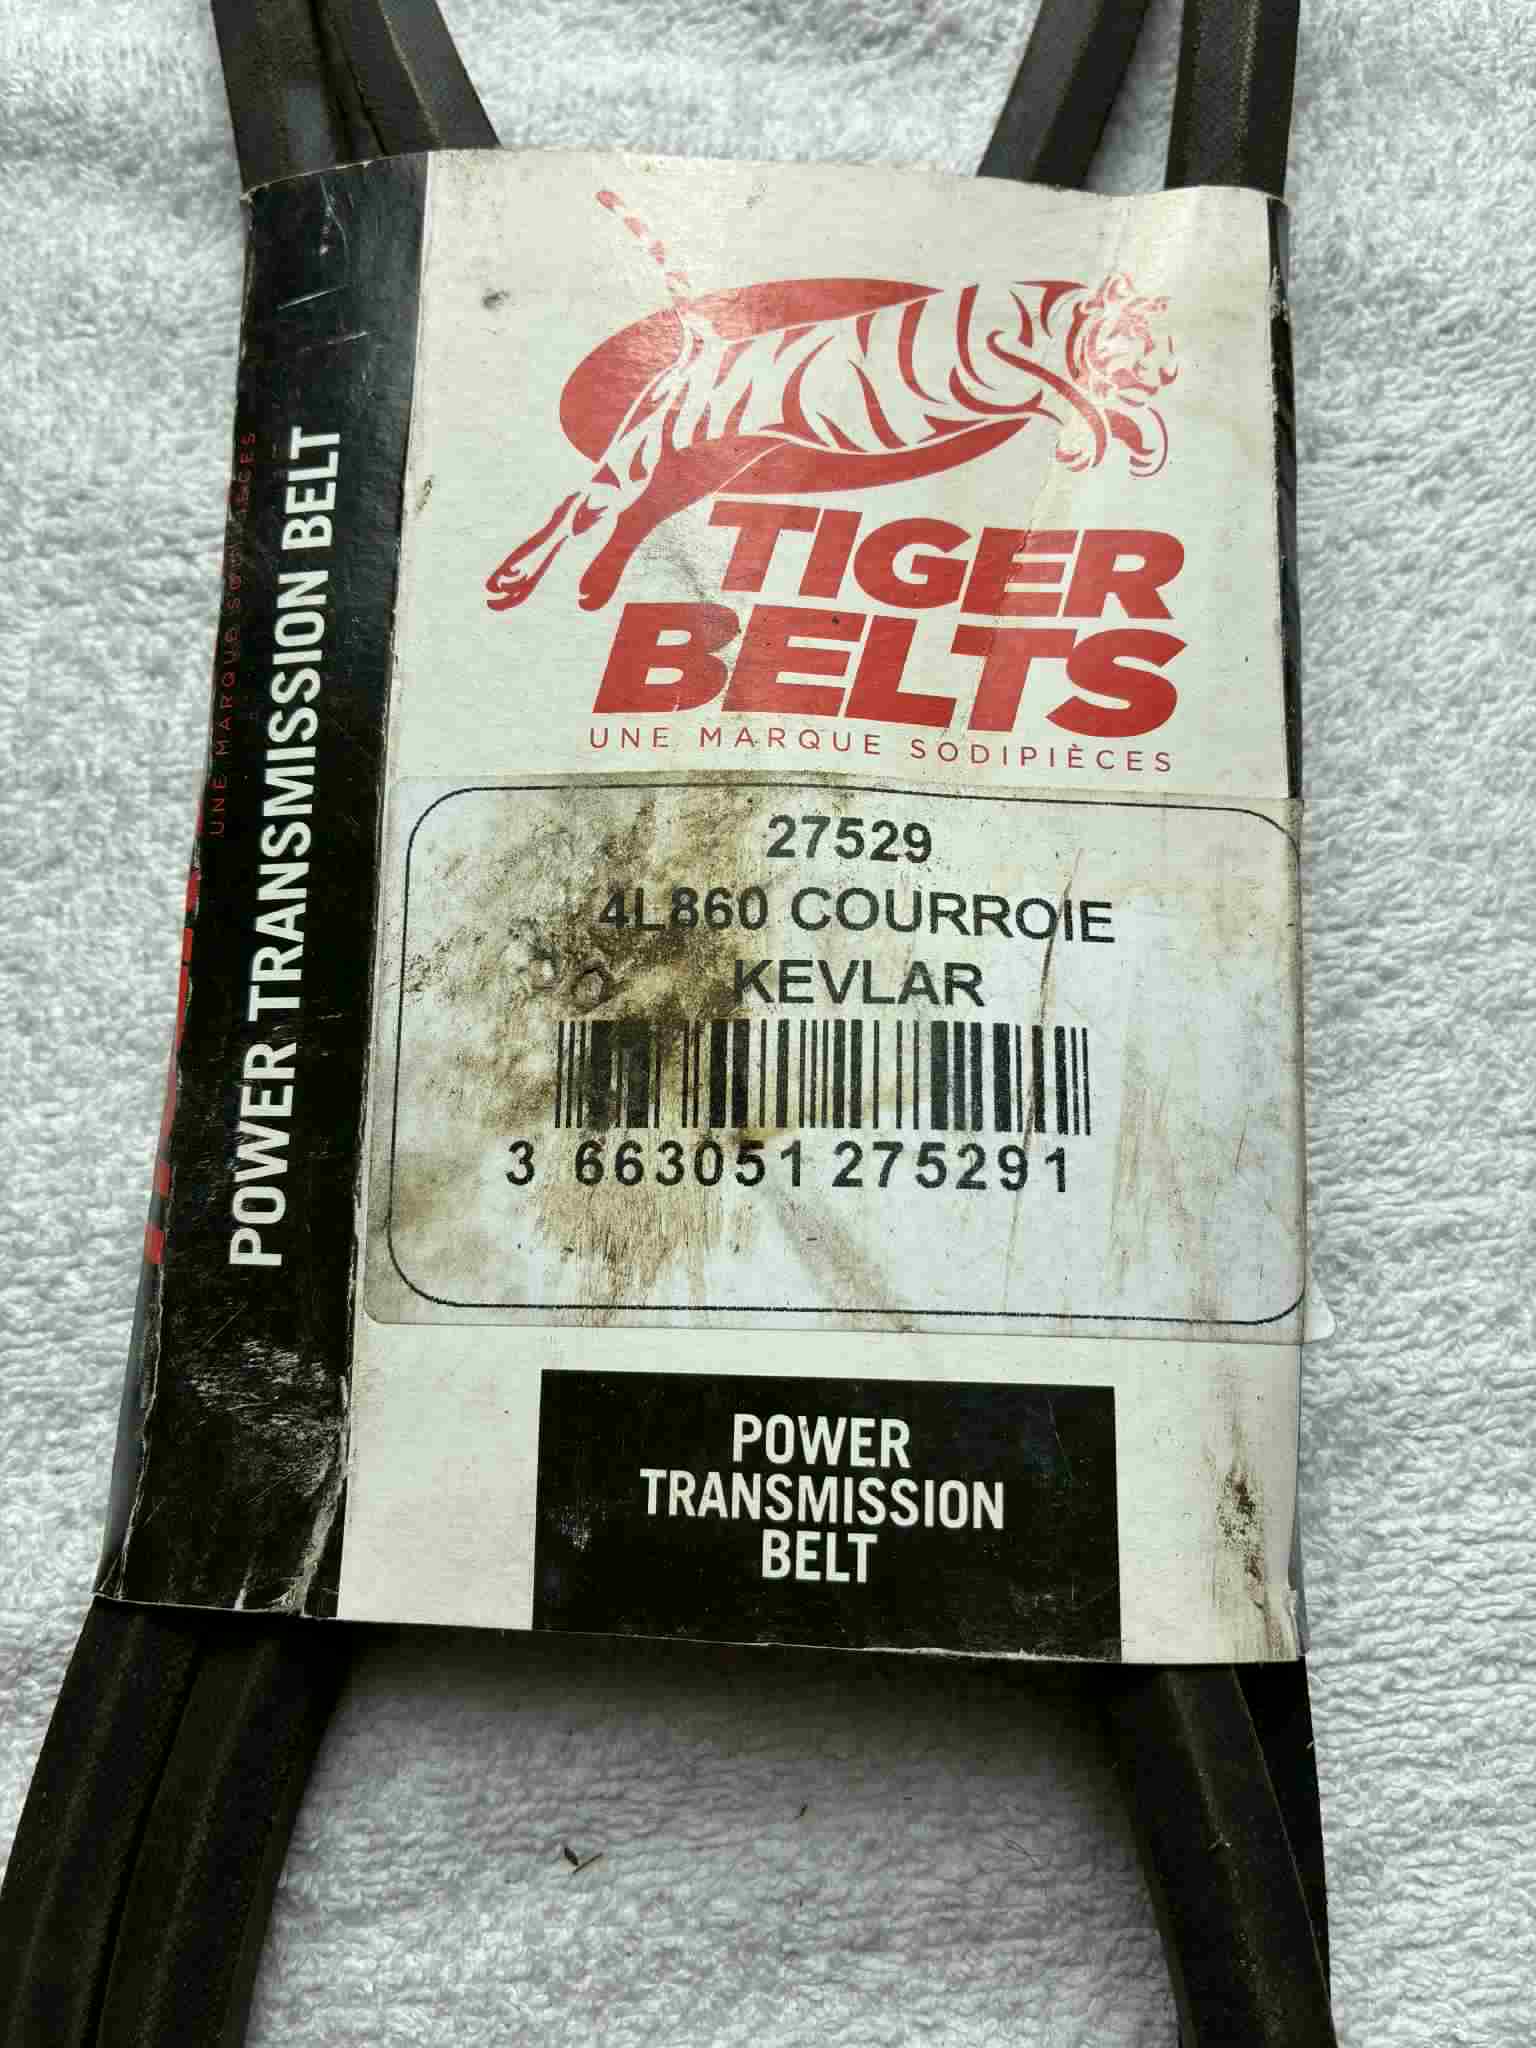 TIGER
BELTS
UNE MARQUE SODIPIÈCES
27529
4L860 COURROIE
KEVLAR
3 663051 275291
POWER
TRANSMISSION
BELT
POWER TRANSMISSION BELT
UNE MARQUE SODIPIÈCES